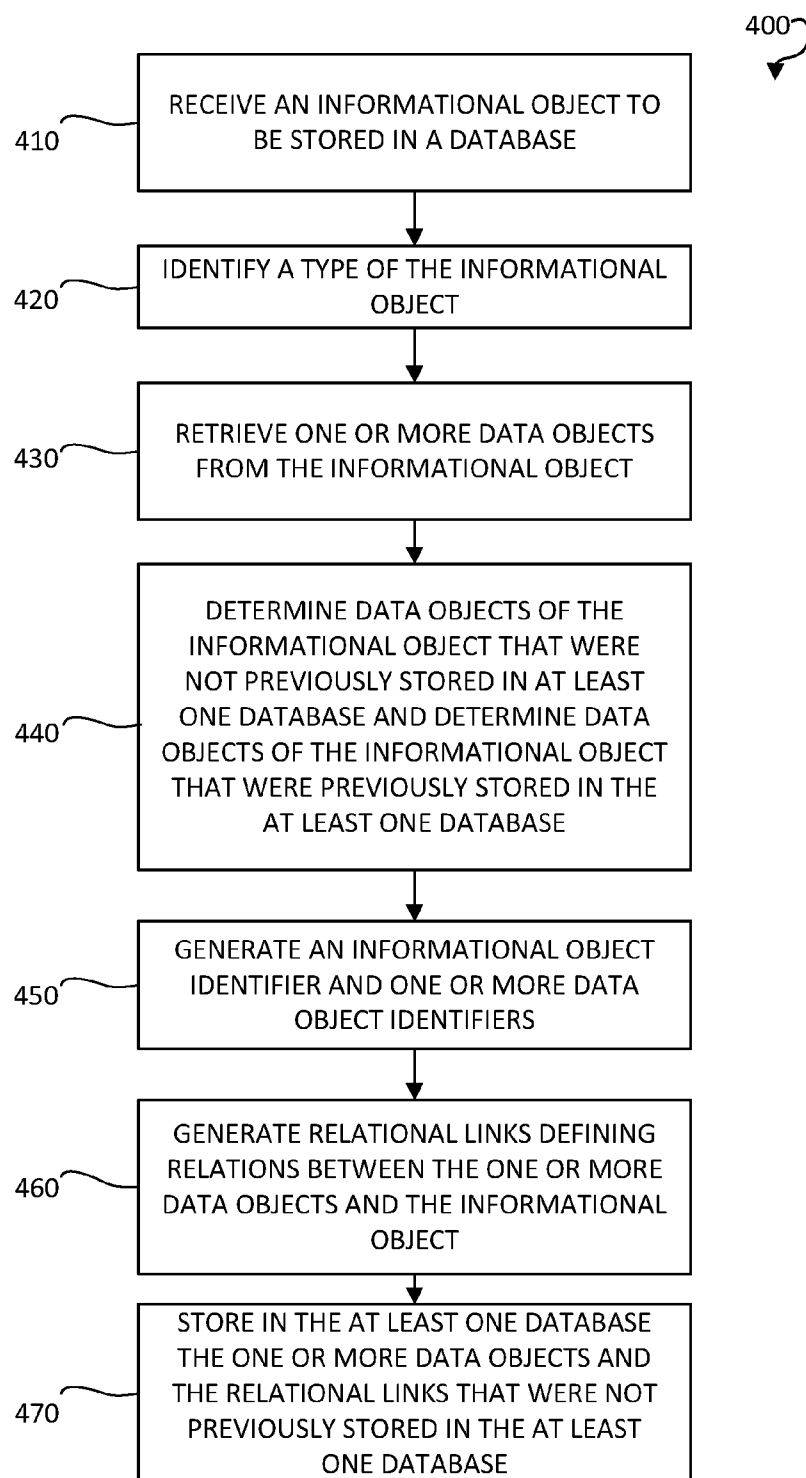 400
RECEIVE AN INFORMATIONAL OBJECT TO
BE STORED IN A DATABASE
410
IDENTIFY A TYPE OF THE INFORMATIONAL
OBJECT
420
RETRIEVE ONE OR MORE DATA OBJECTS
FROM THE INFORMATIONAL OBJECT
430
DETERMINE DATA OBJECTS OF THE
INFORMATIONAL OBJECT THAT WERE
NOT PREVIOUSLY STORED IN AT LEAST
ONE DATABASE AND DETERMINE DATA
OBJECTS OF THE INFORMATIONAL OBJECT
THAT WERE PREVIOUSLY STORED IN THE
AT LEAST ONE DATABASE
440
GENERATE AN INFORMATIONAL OBJECT
IDENTIFIER AND ONE OR MORE DATA
OBJECT IDENTIFIERS
450
GENERATE RELATIONAL LINKS DEFINING
RELATIONS BETWEEN THE ONE OR MORE
DATA OBJECTS AND THE INFORMATIONAL
OBJECT
460
STORE IN THE AT LEAST ONE DATABASE
THE ONE OR MORE DATA OBJECTS AND
THE RELATIONAL LINKS THAT WERE NOT
PREVIOUSLY STORED IN THE AT LEAST
ONE DATABASE
470